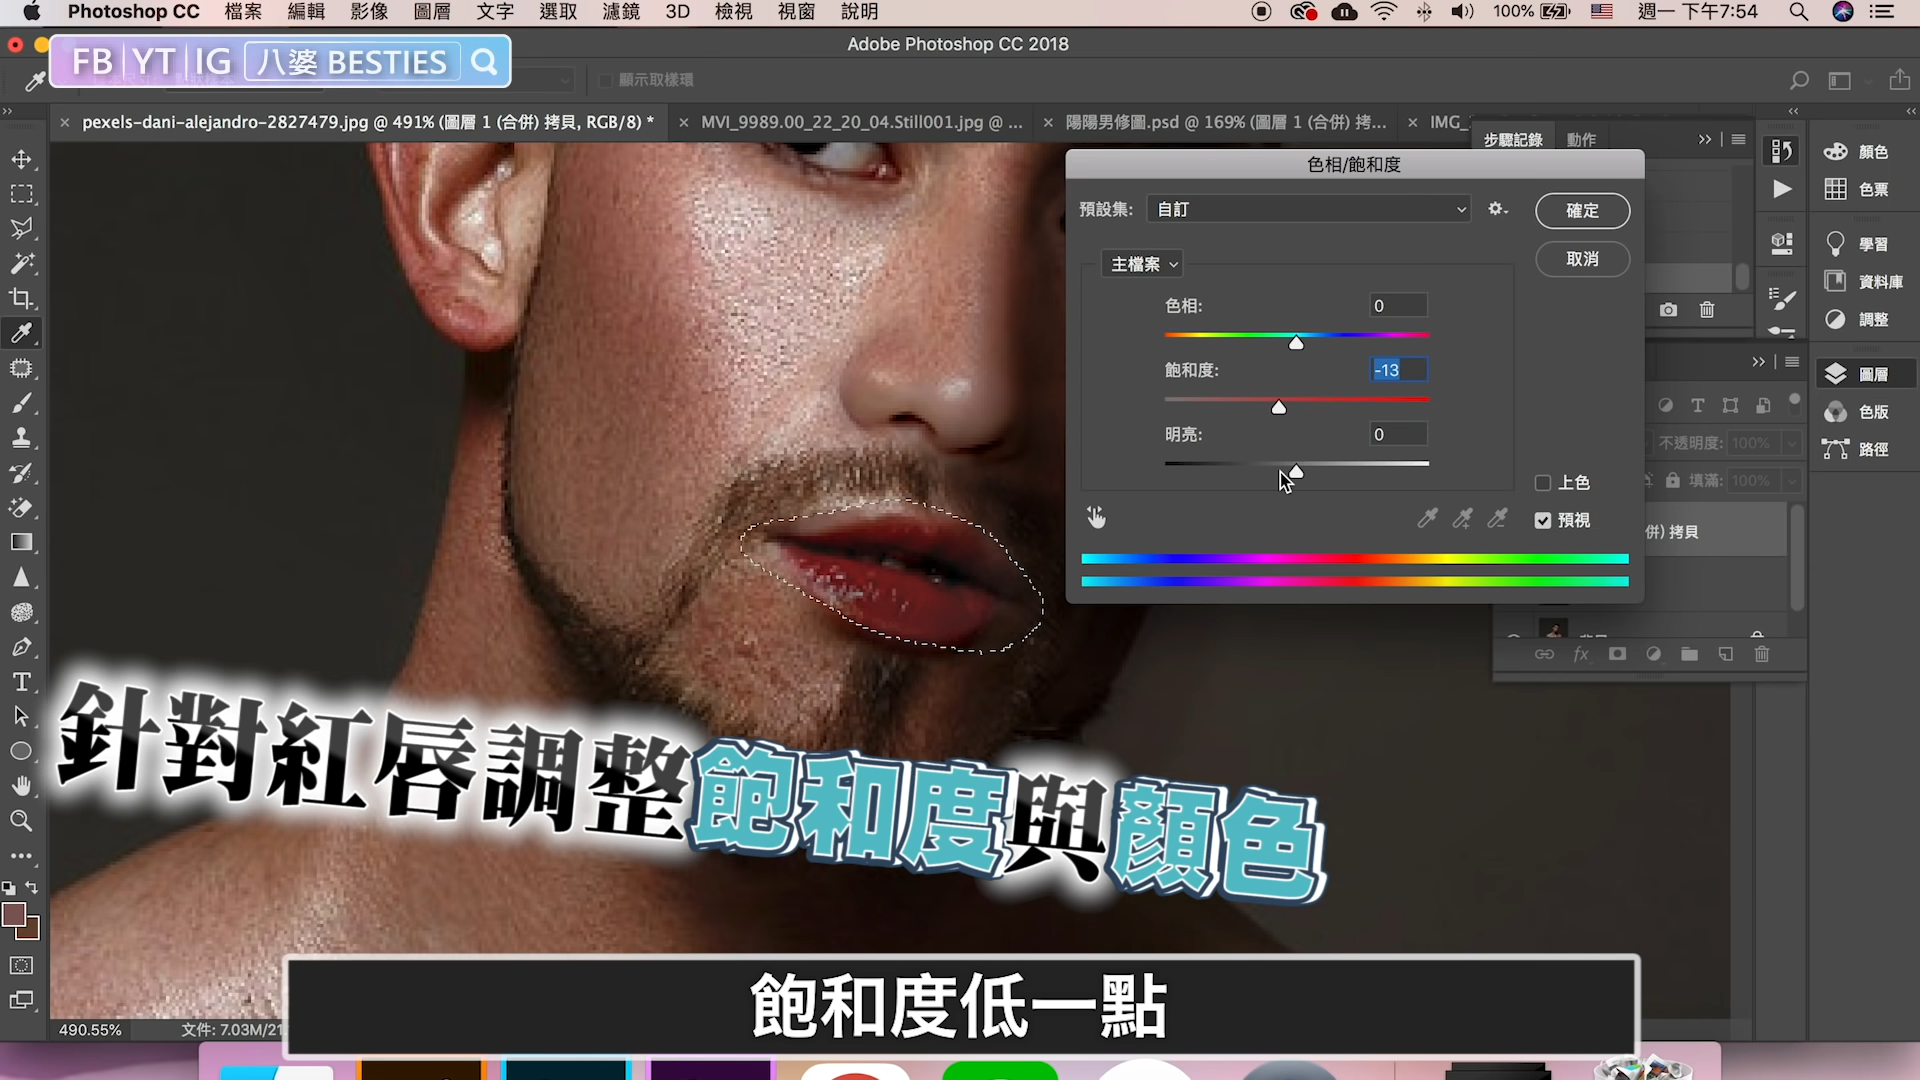 Photoshop CC 檔案 編輯 影像 圖層 文字 選取 濾鏡 3D 檢視 視窗 說明 100% 週一 下午7:54
Adobe Photoshop CC 2018
FB YT IG 八婆 BESTIES
顯示取樣環
pexels-dani-alejandro-2827479.jpg @ 491% (圖層 1 (合併) 拷貝, RGB/8) *
MVI_9989.00_22_20_04.Still001.jpg @ ...
陽陽男修圖.psd @ 169% (圖層 1 (合併) 拷...
IMG_
步驟記錄 動作
色相/飽和度
預設集: 自訂 確定
取消
主檔案
色相: 0
飽和度: -13
明亮: 0
上色
預視
顏色
色票
學習
資料庫
調整
圖層
色版
路徑
不透明度: 100%
填滿: 100%
併) 拷貝
針對紅唇調整飽和度與顏色
飽和度低一點
490.55% 文件: 7.03M/21